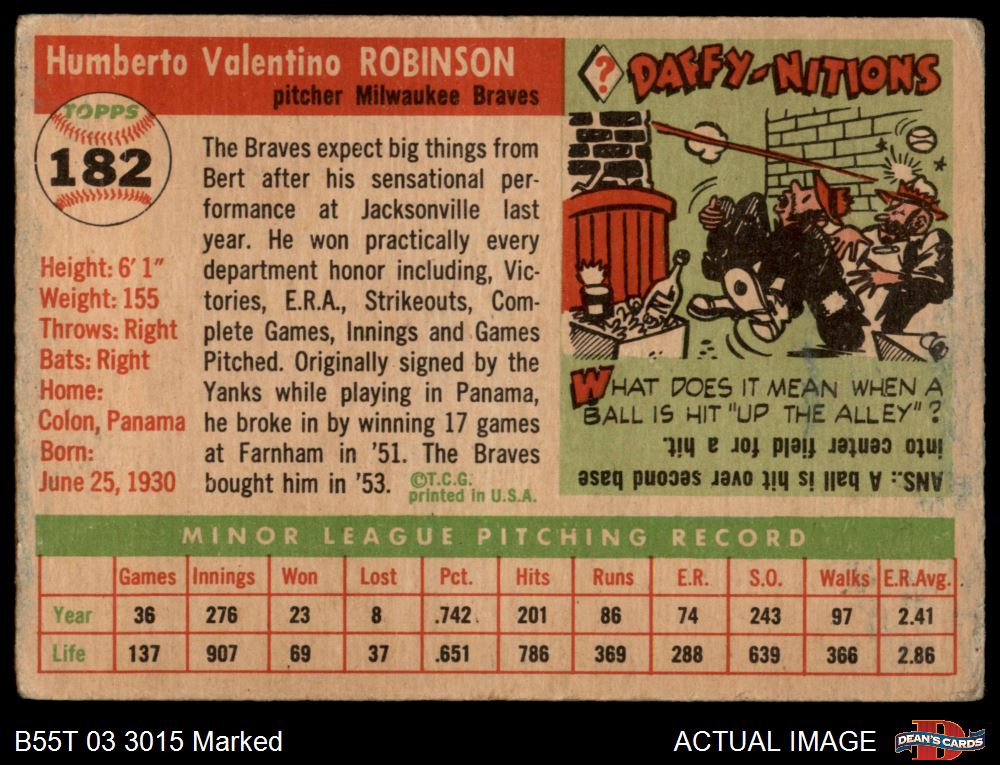 Humberto Valentino ROBINSON
pitcher Milwaukee Braves
TOPPS
182
Height: 6' 1"
Weight: 155
Throws: Right
Bats: Right
Home:
Colon, Panama
Born:
June 25, 1930
The Braves expect big things from
Bert after his sensational per-
formance at Jacksonville last
year. He won practically every
department honor including, Vic-
tories, E.R.A., Strikeouts, Com-
plete Games, Innings and Games
Pitched. Originally signed by the
Yanks while playing in Panama,
he broke in by winning 17 games
at Farnham in '51. The Braves
bought him in '53.
©T.C.G.
printed in U.S.A.
? DAFFY-NITIONS
WHAT DOES IT MEAN WHEN A
BALL IS HIT "UP THE ALLEY"?
ANS.: A ball is hit over second base
into center field for a hit.
MINOR LEAGUE PITCHING RECORD
Games Innings Won Lost Pct. Hits Runs E.R. S.O. Walks E.R.Avg.
Year 36 276 23 8 .742 201 86 74 243 97 2.41
Life 137 907 69 37 .651 786 369 288 639 366 2.86
B55T 03 3015 Marked
ACTUAL IMAGE
D
DEAN'S CARDS